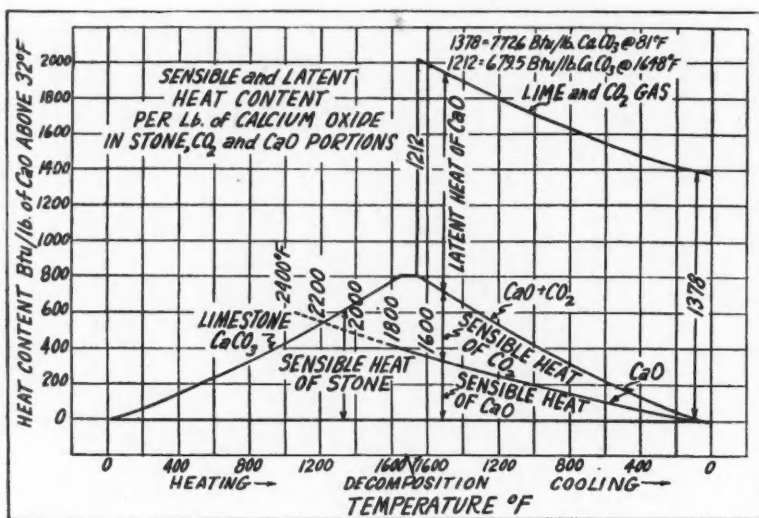 HEAT CONTENT Btu/lb. of CaO ABOVE 32°F
2000
1800
1600
1400
1200
1000
800
600
400
200
0
SENSIBLE and LATENT
HEAT CONTENT
PER Lb. of CALCIUM OXIDE
IN STONE, CO2 and CaO PORTIONS
1378=772.6 Btu/lb. CaCO3 @ 81°F
1212=679.5 Btu/lb CaCO3 @ 1648°F
LIME and CO2 GAS
1212
LATENT HEAT OF CaO
1378
2400°F
2200
2000
1800
1600
LIMESTONE
CaCO3
SENSIBLE HEAT
OF STONE
CaO+CO2
SENSIBLE HEAT
OF CO2
CaO
SENSIBLE HEAT
OF CaO
0 400 800 1200 1600 1600 1200 800 400 0
HEATING→ DECOMPOSITION COOLING→
TEMPERATURE °F